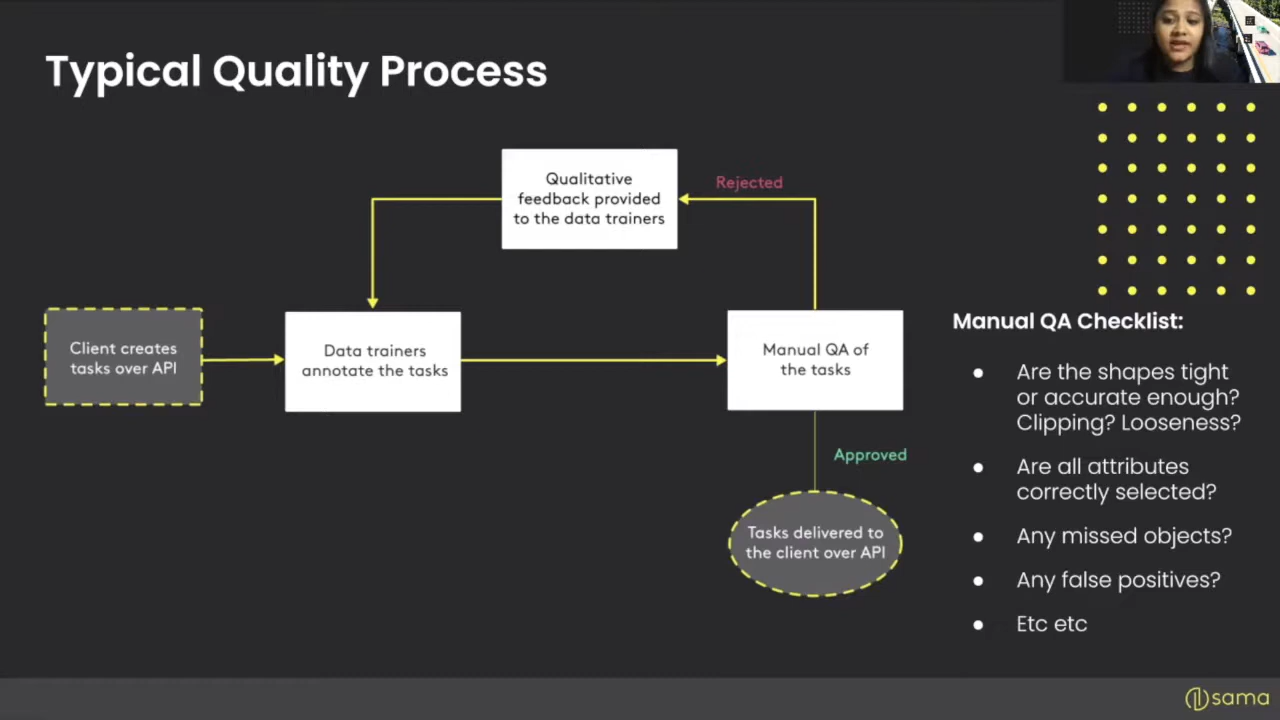 Typical Quality Process
Qualitative
feedback provided
to the data trainers
Rejected
Client creates
tasks over API
Data trainers
annotate the tasks
Manual QA of
the tasks
Approved
Tasks delivered to
the client over API
Manual QA Checklist:
Are the shapes tight
or accurate enough?
Clipping? Looseness?
Are all attributes
correctly selected?
Any missed objects?
Any false positives?
Etc etc
sama